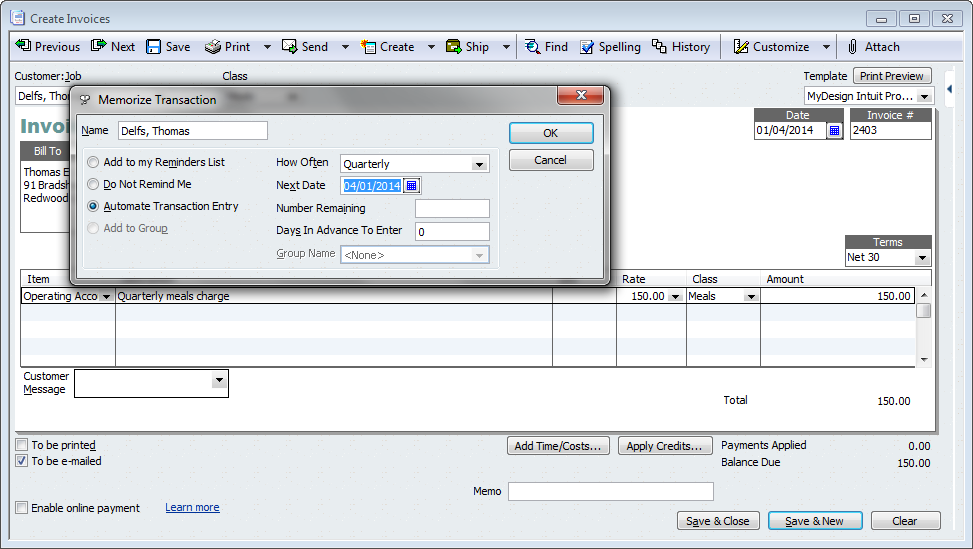 Create Invoices
Previous Next Save Print Send Create Ship Find Spelling History Customize Attach
Customer:Job Class Template Print Preview
Delfs, Tho MyDesign Intuit Pro...
Memorize Transaction
Name Delfs, Thomas OK
Cancel
Add to my Reminders List How Often Quarterly
Do Not Remind Me Next Date 04/01/2014
Automate Transaction Entry Number Remaining
Add to Group Days In Advance To Enter 0
Group Name <None>
Invoi Date Invoice #
01/04/2014 2403
Bill To
Thomas E
91 Bradsh
Redwood
Terms
Net 30
Item Rate Class Amount
Operating Acco Quarterly meals charge 150.00 Meals 150.00
Customer
Message
Total 150.00
To be printed Add Time/Costs... Apply Credits... Payments Applied 0.00
To be e-mailed Balance Due 150.00
Memo
Enable online payment Learn more
Save & Close Save & New Clear